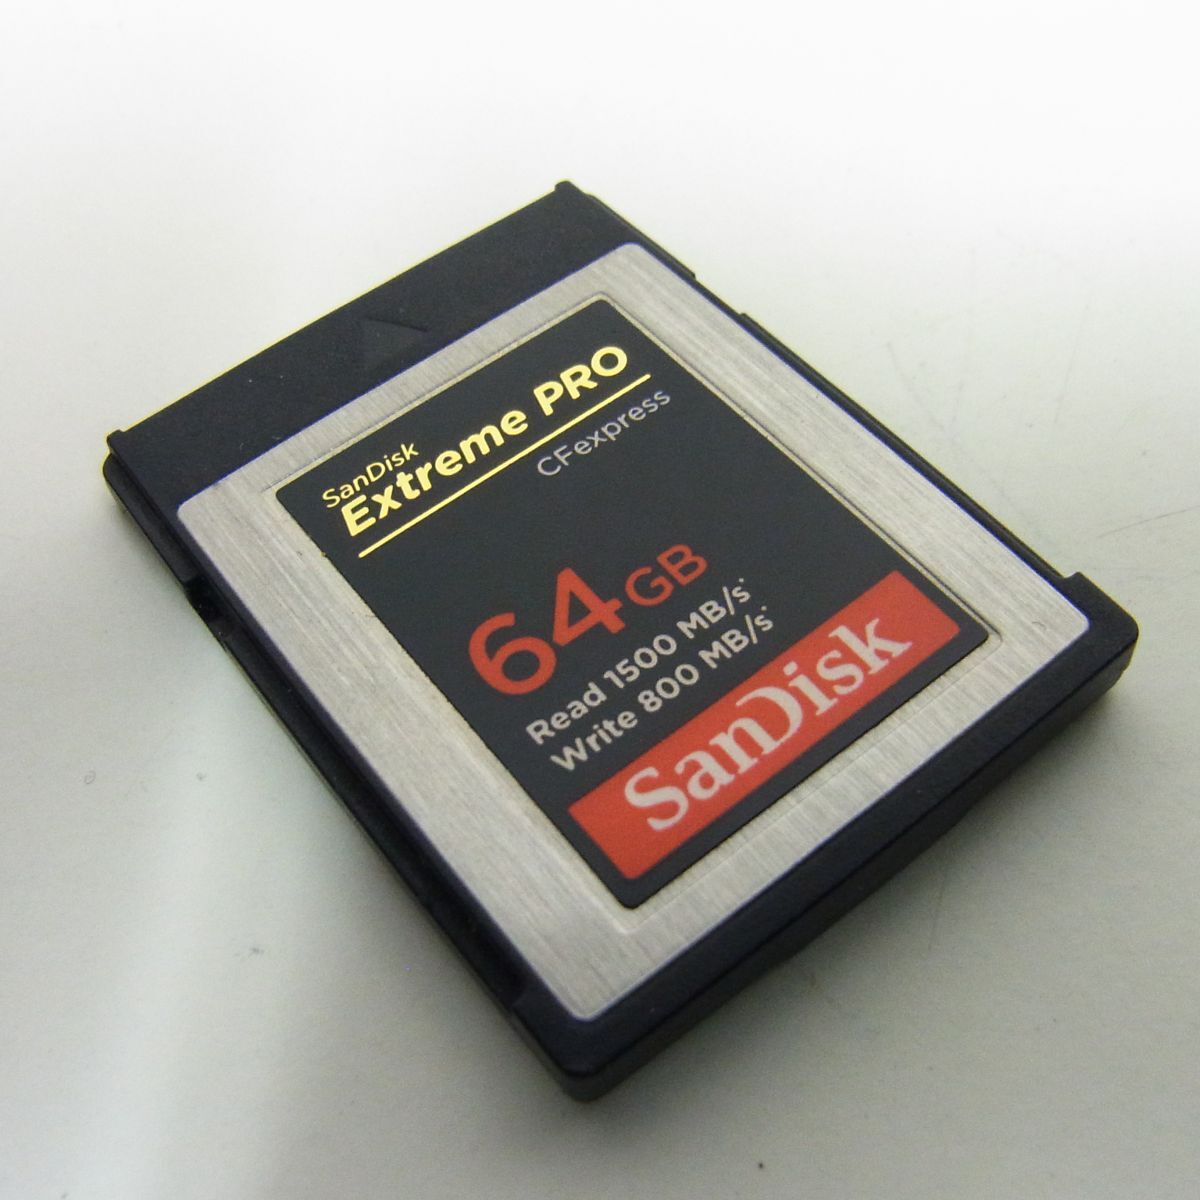 SanDisk
Extreme PRO
CFexpress
64GB
Read 1500 MB/s*
Write 800 MB/s*
SanDisk